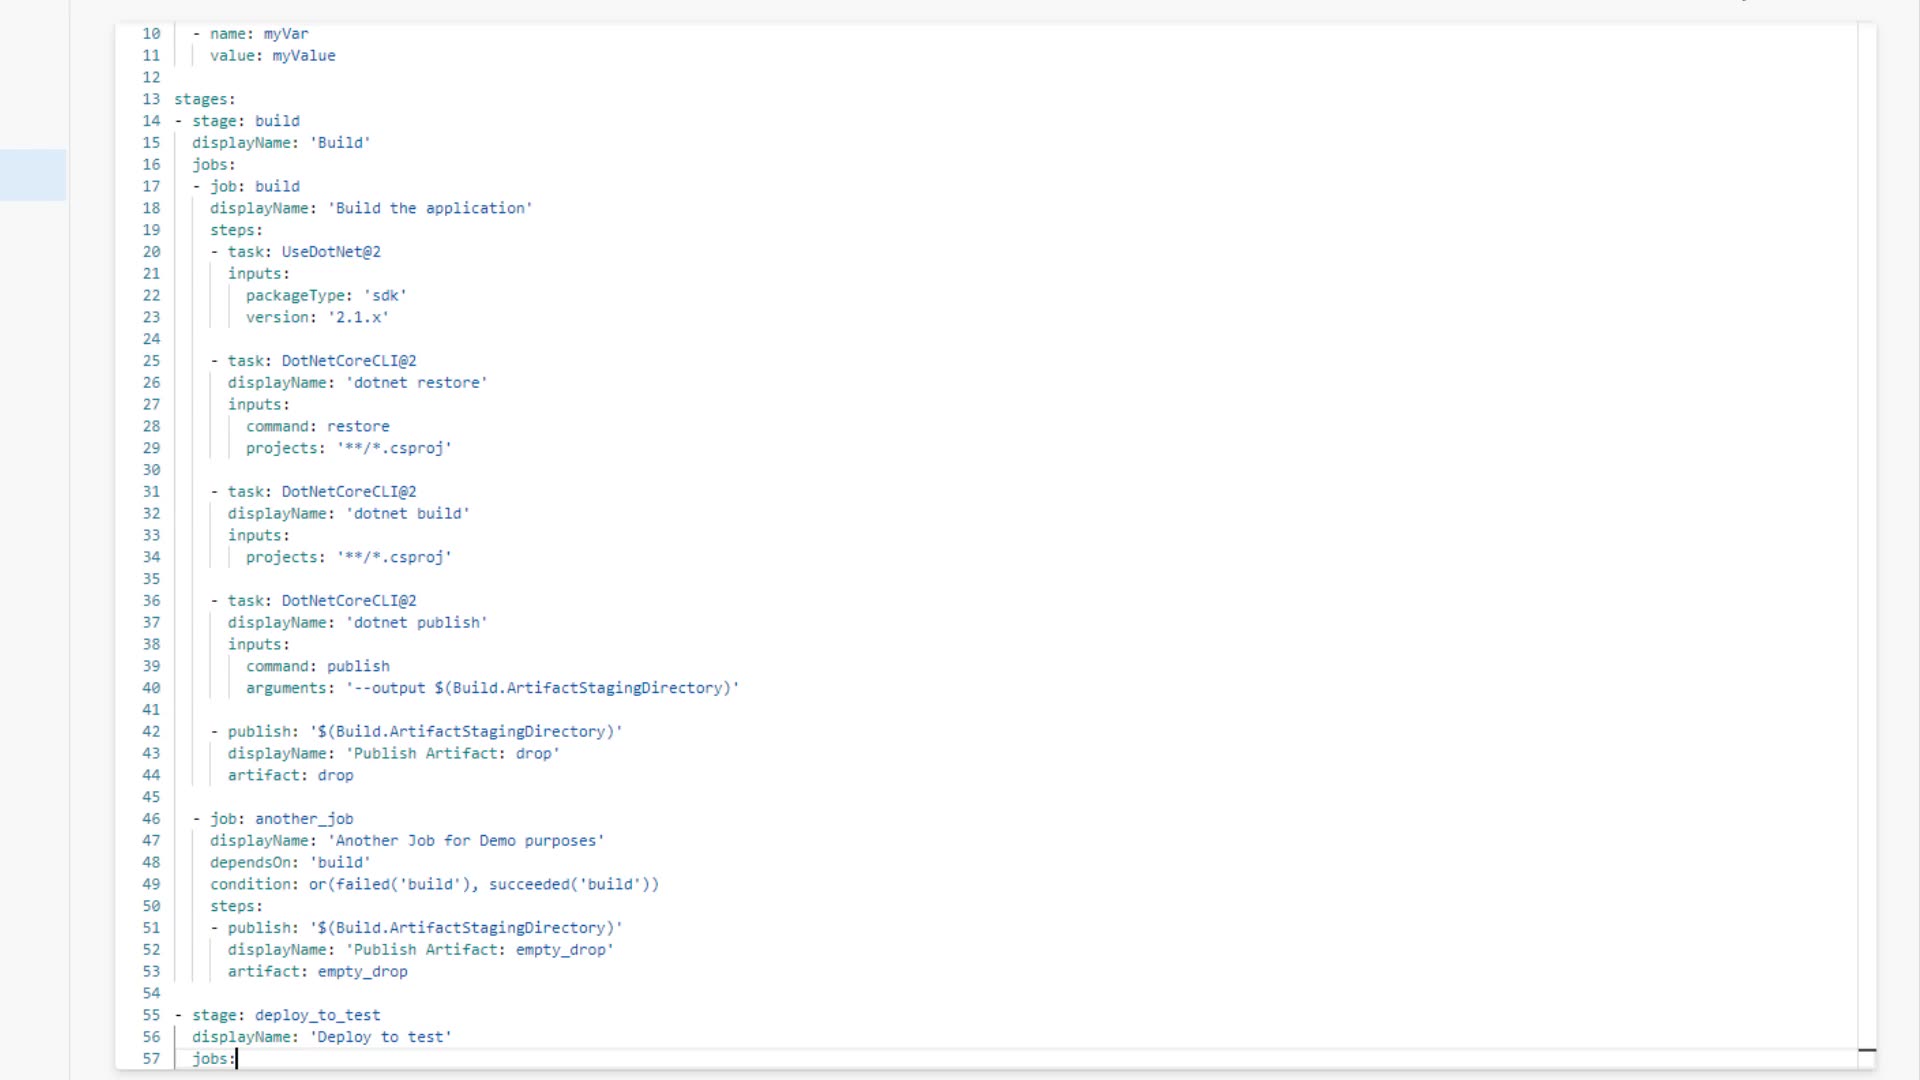 10 - name: myVar
11 value: myValue
12
13 stages:
14 - stage: build
15 displayName: 'Build'
16 jobs:
17 - job: build
18 displayName: 'Build the application'
19 steps:
20 - task: UseDotNet@2
21 inputs:
22 packageType: 'sdk'
23 version: '2.1.x'
24
25 - task: DotNetCoreCLI@2
26 displayName: 'dotnet restore'
27 inputs:
28 command: restore
29 projects: '**/*.csproj'
30
31 - task: DotNetCoreCLI@2
32 displayName: 'dotnet build'
33 inputs:
34 projects: '**/*.csproj'
35
36 - task: DotNetCoreCLI@2
37 displayName: 'dotnet publish'
38 inputs:
39 command: publish
40 arguments: '--output $(Build.ArtifactStagingDirectory)'
41
42 - publish: '$(Build.ArtifactStagingDirectory)'
43 displayName: 'Publish Artifact: drop'
44 artifact: drop
45
46 - job: another_job
47 displayName: 'Another Job for Demo purposes'
48 dependsOn: 'build'
49 condition: or(failed('build'), succeeded('build'))
50 steps:
51 - publish: '$(Build.ArtifactStagingDirectory)'
52 displayName: 'Publish Artifact: empty_drop'
53 artifact: empty_drop
54
55 - stage: deploy_to_test
56 displayName: 'Deploy to test'
57 jobs: